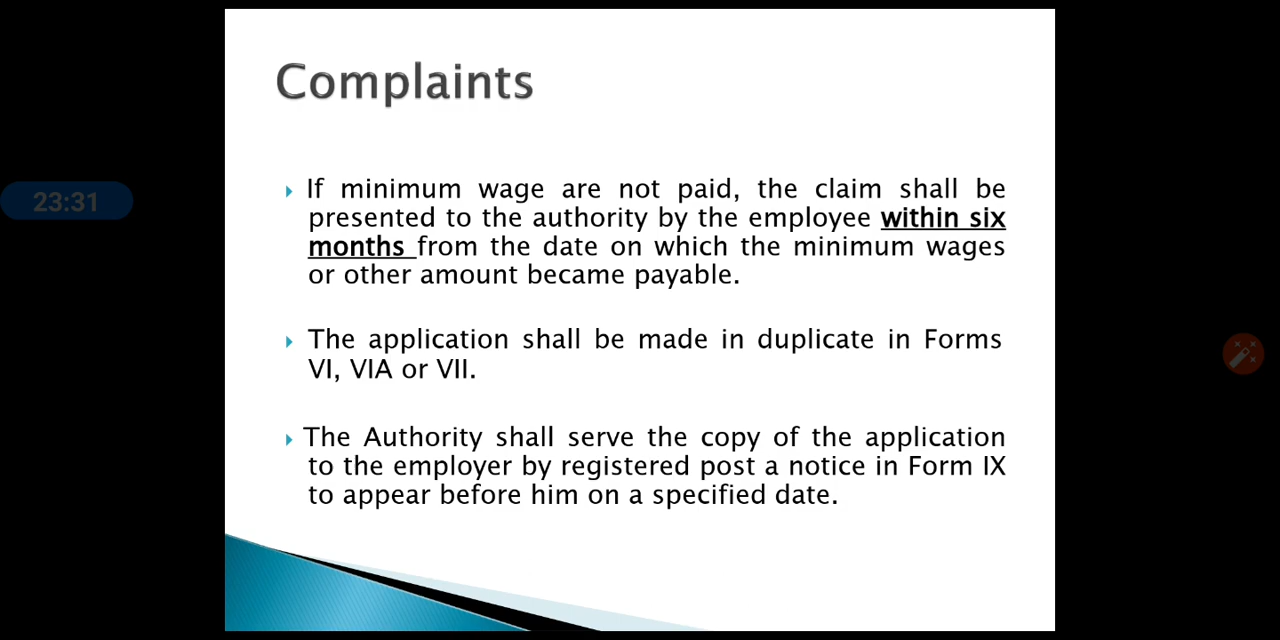 Complaints
If minimum wage are not paid, the claim shall be
presented to the authority by the employee within six
months from the date on which the minimum wages
or other amount became payable.
The application shall be made in duplicate in Forms
VI, VIA or VII.
The Authority shall serve the copy of the application
to the employer by registered post a notice in Form IX
to appear before him on a specified date.
23:31